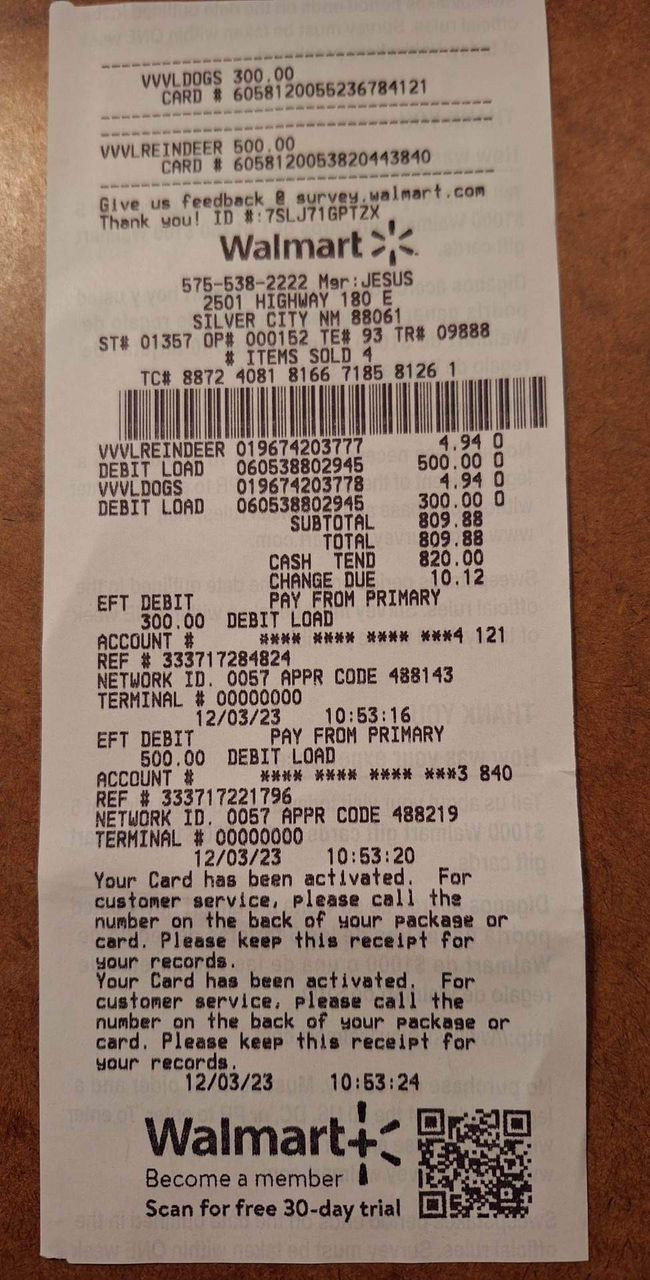 VVVLDOGS 300.00
CARD # 6058120055236784121
VVVLREINDEER 500.00
CARD # 6058120053820443840
Give us feedback @ survey.walmart.com
Thank you! ID #:7SLJ71GPTZX
Walmart
575-538-2222 Mgr:JESUS
2501 HIGHWAY 180 E
SILVER CITY NM 88061
ST# 01357 OP# 000152 TE# 93 TR# 09888
# ITEMS SOLD 4
TC# 8872 4081 8166 7185 8126 1
VVVLREINDEER 019674203777 4.94 O
DEBIT LOAD 060538802945 500.00 O
VVVLDOGS 019674203778 4.94 O
DEBIT LOAD 060538802945 300.00 O
SUBTOTAL 809.88
TOTAL 809.88
CASH TEND 820.00
CHANGE DUE 10.12
EFT DEBIT PAY FROM PRIMARY
300.00 DEBIT LOAD
ACCOUNT # **** **** **** ***4 121
REF # 333717284824
NETWORK ID. 0057 APPR CODE 488143
TERMINAL # 00000000
12/03/23 10:53:16
EFT DEBIT PAY FROM PRIMARY
500.00 DEBIT LOAD
ACCOUNT # **** **** **** ***3 840
REF # 333717221796
NETWORK ID. 0057 APPR CODE 488219
TERMINAL # 00000000
12/03/23 10:53:20
Your Card has been activated. For
customer service, please call the
number on the back of your package or
card. Please keep this receipt for
your records.
Your Card has been activated. For
customer service, please call the
number on the back of your package or
card. Please keep this receipt for
your records.
12/03/23 10:53:24
Walmart+
Become a member
Scan for free 30-day trial